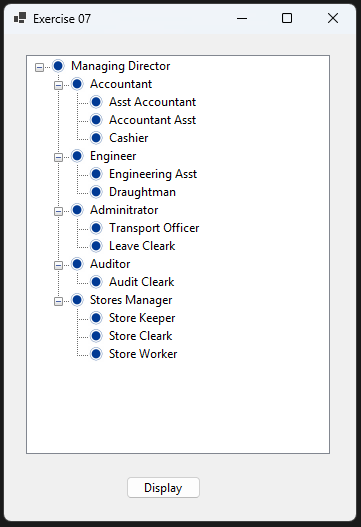 Exercise 07
Managing Director
Accountant
Asst Accountant
Accountant Asst
Cashier
Engineer
Engineering Asst
Draughtman
Adminitrator
Transport Officer
Leave Cleark
Auditor
Audit Cleark
Stores Manager
Store Keeper
Store Cleark
Store Worker
Display